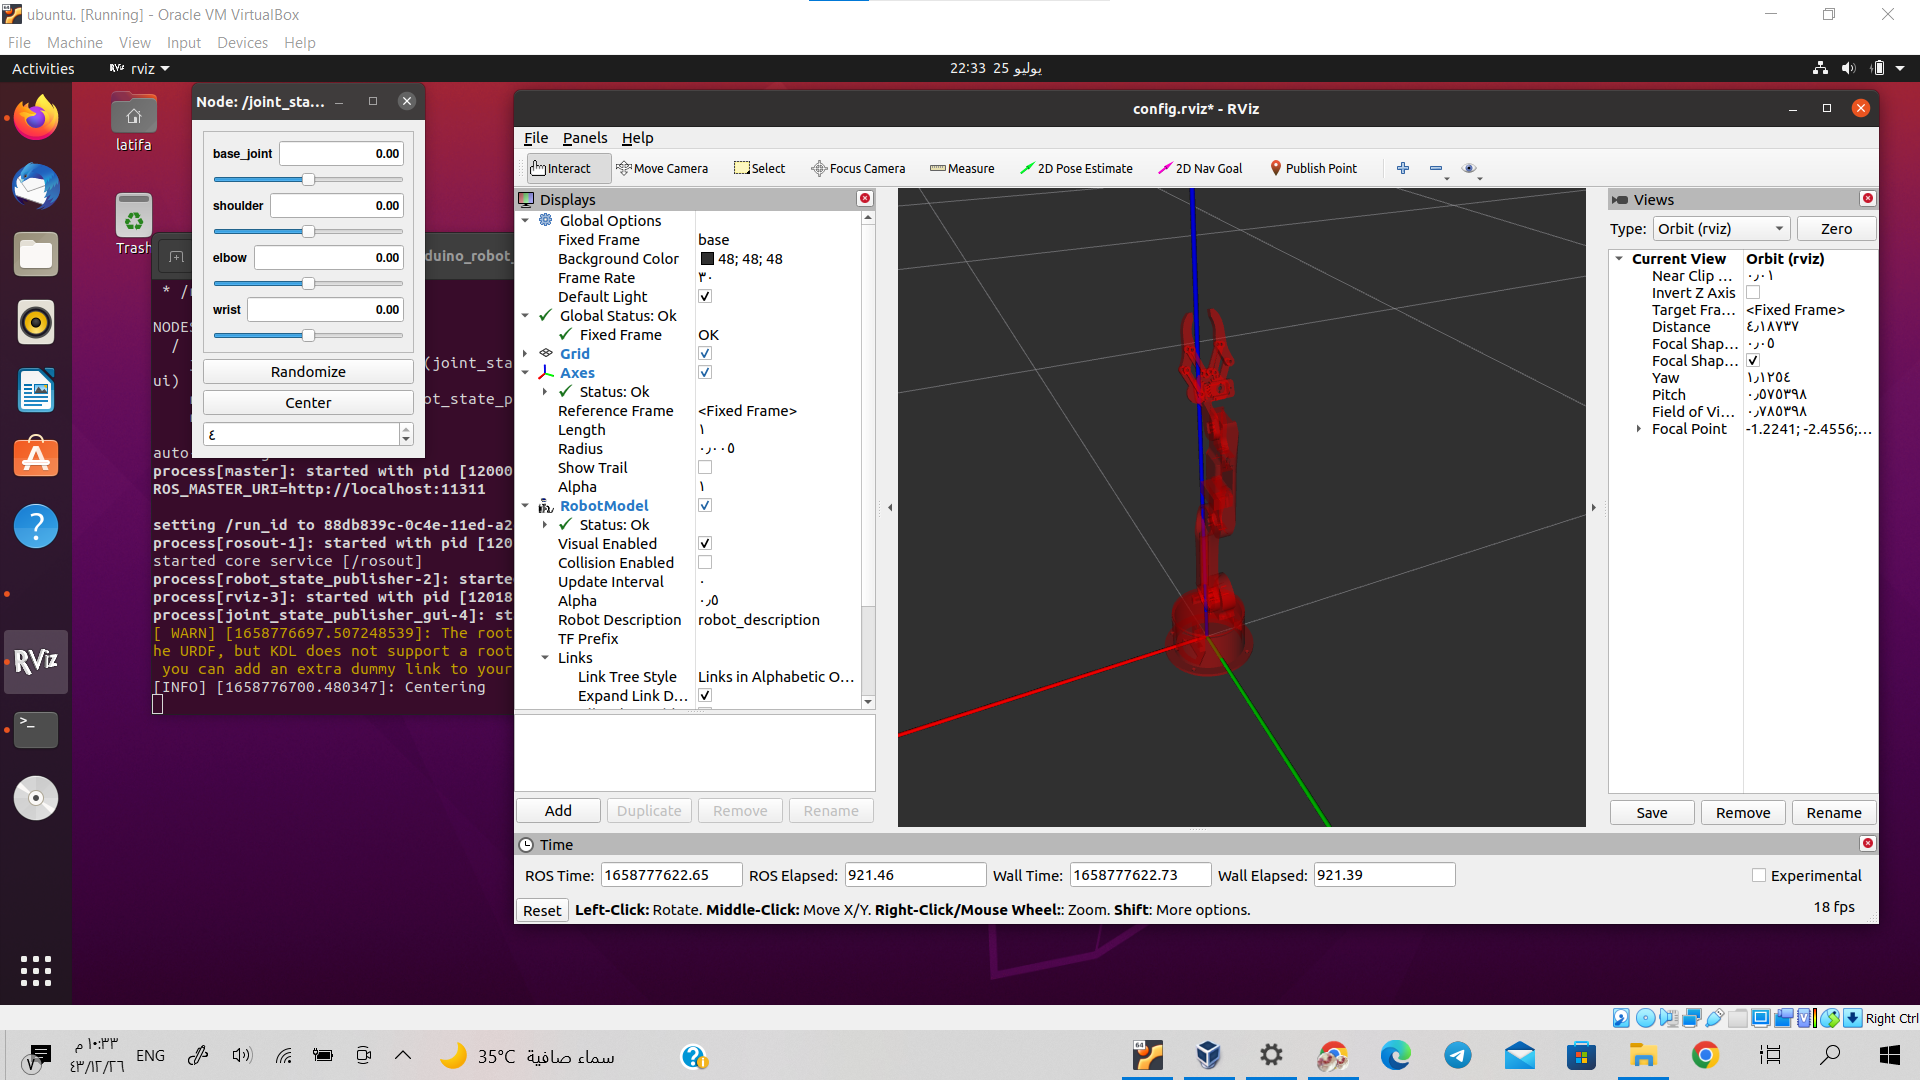 ubuntu. [Running] - Oracle VM VirtualBox
File Machine View Input Devices Help
Activities RViz rviz 22:33 25 يوليو
latifa
Trash
Node: /joint_sta...
base_joint 0.00
shoulder 0.00
elbow 0.00
wrist 0.00
Randomize
Center
٤
duino_robot_
* /
NODES
/
(joint_sta
ui)
bot_state_p
auto-
process[master]: started with pid [12000
ROS_MASTER_URI=http://localhost:11311
setting /run_id to 88db839c-0c4e-11ed-a2
process[rosout-1]: started with pid [120
started core service [/rosout]
process[robot_state_publisher-2]: starte
process[rviz-3]: started with pid [12018
process[joint_state_publisher_gui-4]: st
[ WARN] [1658776697.507248539]: The root
he URDF, but KDL does not support a root
you can add an extra dummy link to your
[INFO] [1658776700.480347]: Centering
RViz
config.rviz* - RViz
File Panels Help
Interact Move Camera Select Focus Camera Measure 2D Pose Estimate 2D Nav Goal Publish Point
Displays
Global Options
Fixed Frame base
Background Color 48; 48; 48
Frame Rate ٣٠
Default Light
Global Status: Ok
Fixed Frame OK
Grid
Axes
Status: Ok
Reference Frame <Fixed Frame>
Length ١
Radius ٠٫٠٠٥
Show Trail
Alpha ١
RobotModel
Status: Ok
Visual Enabled
Collision Enabled
Update Interval ٠
Alpha ٠٫٥
Robot Description robot_description
TF Prefix
Links
Link Tree Style Links in Alphabetic O...
Expand Link D...
Add Duplicate Remove Rename
Views
Type: Orbit (rviz) Zero
Current View Orbit (rviz)
Near Clip ... ٠٫٠١
Invert Z Axis
Target Fra... <Fixed Frame>
Distance ٤٫١٨٧٣٧
Focal Shap... ٠٫٠٥
Focal Shap...
Yaw ١٫١٢٥٤
Pitch ٠٫٥٧٥٣٩٨
Field of Vi... ٠٫٧٨٥٣٩٨
Focal Point -1.2241; -2.4556;...
Save Remove Rename
Time
ROS Time: 1658777622.65 ROS Elapsed: 921.46 Wall Time: 1658777622.73 Wall Elapsed: 921.39 Experimental
Reset Left-Click: Rotate. Middle-Click: Move X/Y. Right-Click/Mouse Wheel:: Zoom. Shift: More options. 18 fps
Right Ctrl
١٠:٣٣ م
٤٣/١٢/٢٦
ENG
35°C سماء صافية
64